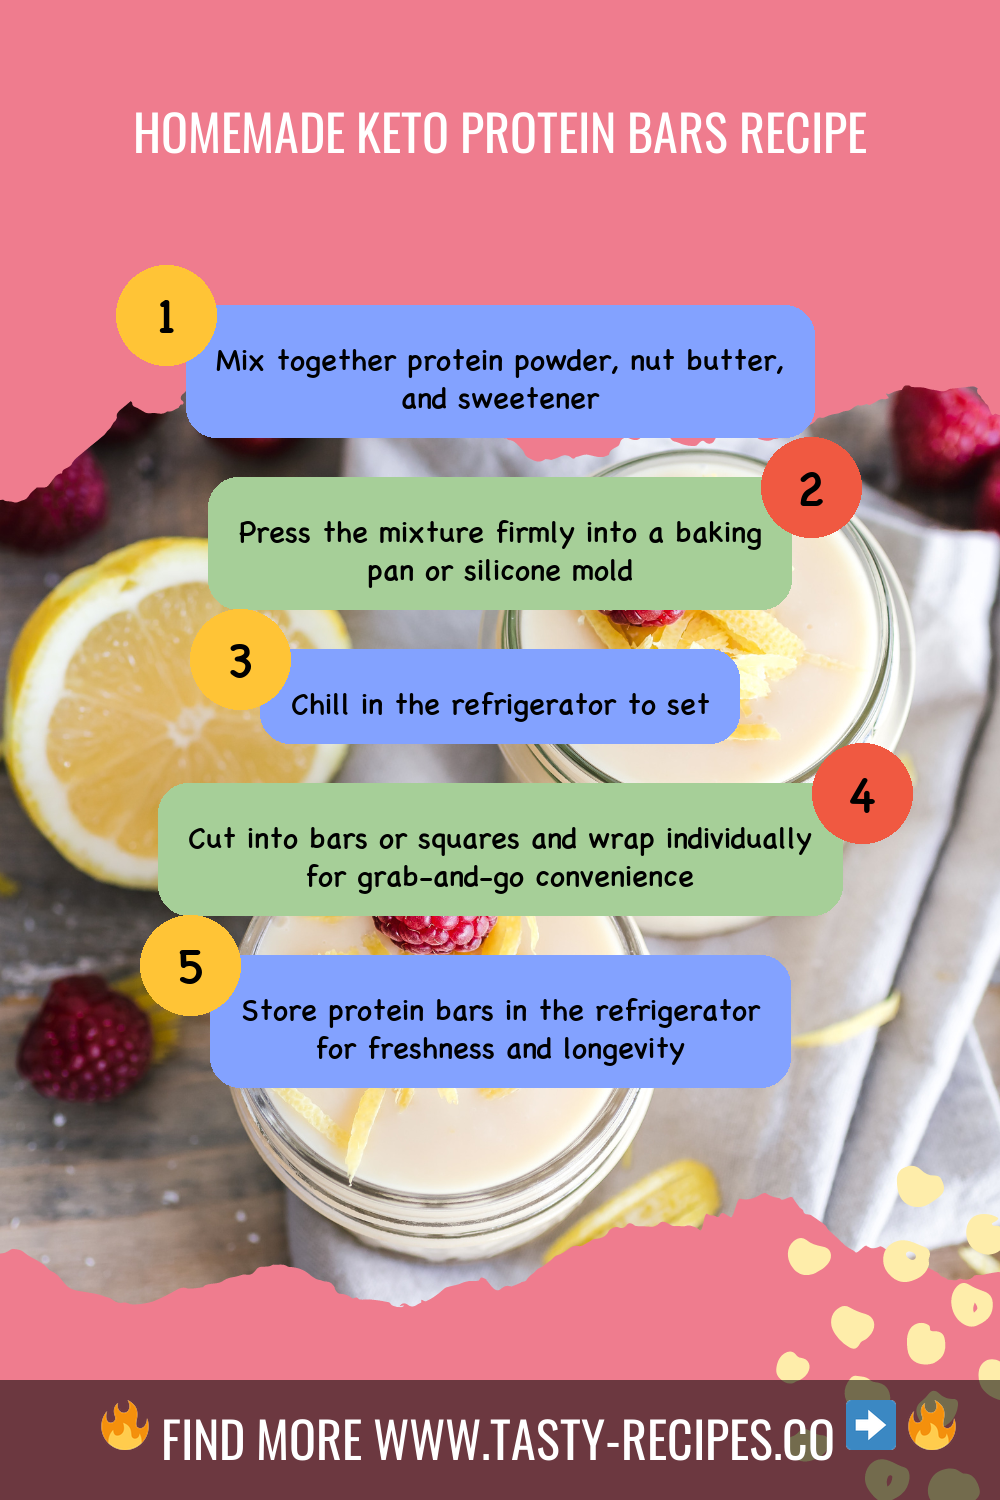 HOMEMADE KETO PROTEIN BARS RECIPE
1
Mix together protein powder, nut butter,
and sweetener
2
Press the mixture firmly into a baking
pan or silicone mold
3
Chill in the refrigerator to set
4
Cut into bars or squares and wrap individually
for grab-and-go convenience
5
Store protein bars in the refrigerator
for freshness and longevity
🔥 FIND MORE WWW.TASTY-RECIPES.CO ➡️ 🔥